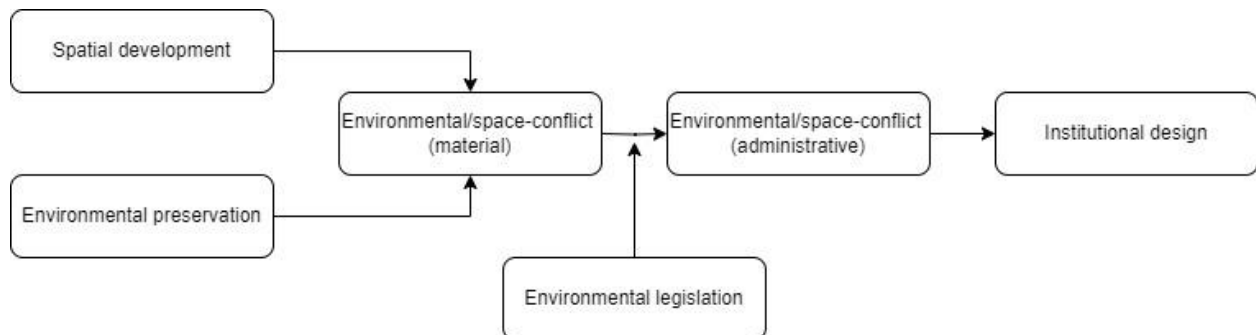 Spatial development
Environmental/space-conflict
(material)
Environmental/space-conflict
(administrative)
Institutional design
Environmental preservation
Environmental legislation